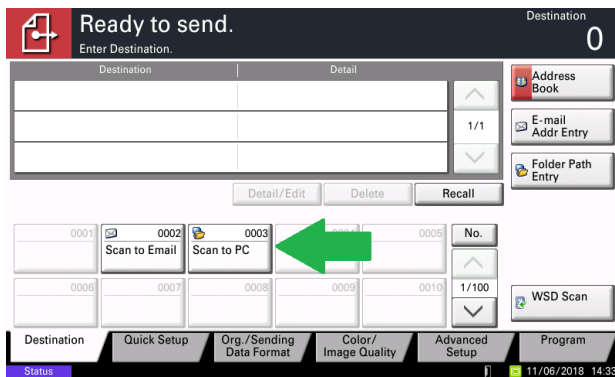 Ready to send.
Enter Destination.
Destination
0
Destination Detail
1/1
Address
Book
E-mail
Addr Entry
Folder Path
Entry
Detail/Edit Delete Recall
0001 0002 0003 0005 No.
Scan to Email Scan to PC
0006 0007 0008 0009 0010 1/100
WSD Scan
Destination Quick Setup Org./Sending
Data Format Color/
Image Quality Advanced
Setup Program
Status 11/06/2018